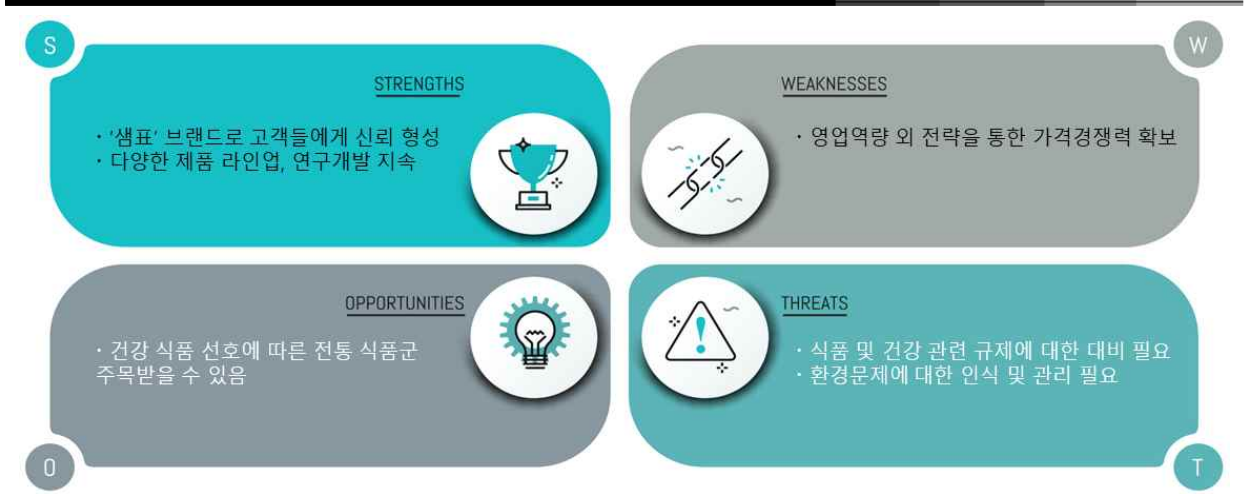 S
STRENGTHS
· '샘표' 브랜드로 고객들에게 신뢰 형성
· 다양한 제품 라인업, 연구개발 지속
W
WEAKNESSES
· 영업역량 외 전략을 통한 가격경쟁력 확보
OPPORTUNITIES
· 건강 식품 선호에 따른 전통 식품군
주목받을 수 있음
O
THREATS
· 식품 및 건강 관련 규제에 대한 대비 필요
· 환경문제에 대한 인식 및 관리 필요
T